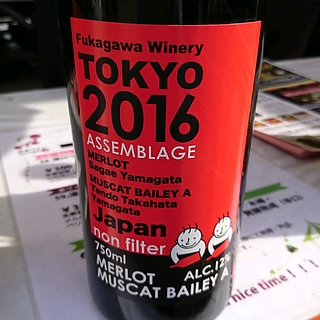 Fukagawa Winery
TOKYO
2016
ASSEMBLAGE
MERLOT
Sagae Yamagata
MUSCAT BAILEY A
Tendo Takahata
Yamagata
Japan
non filter
750ml
ALC.12%
MERLOT
MUSCAT BAILEY A
nice time!!!